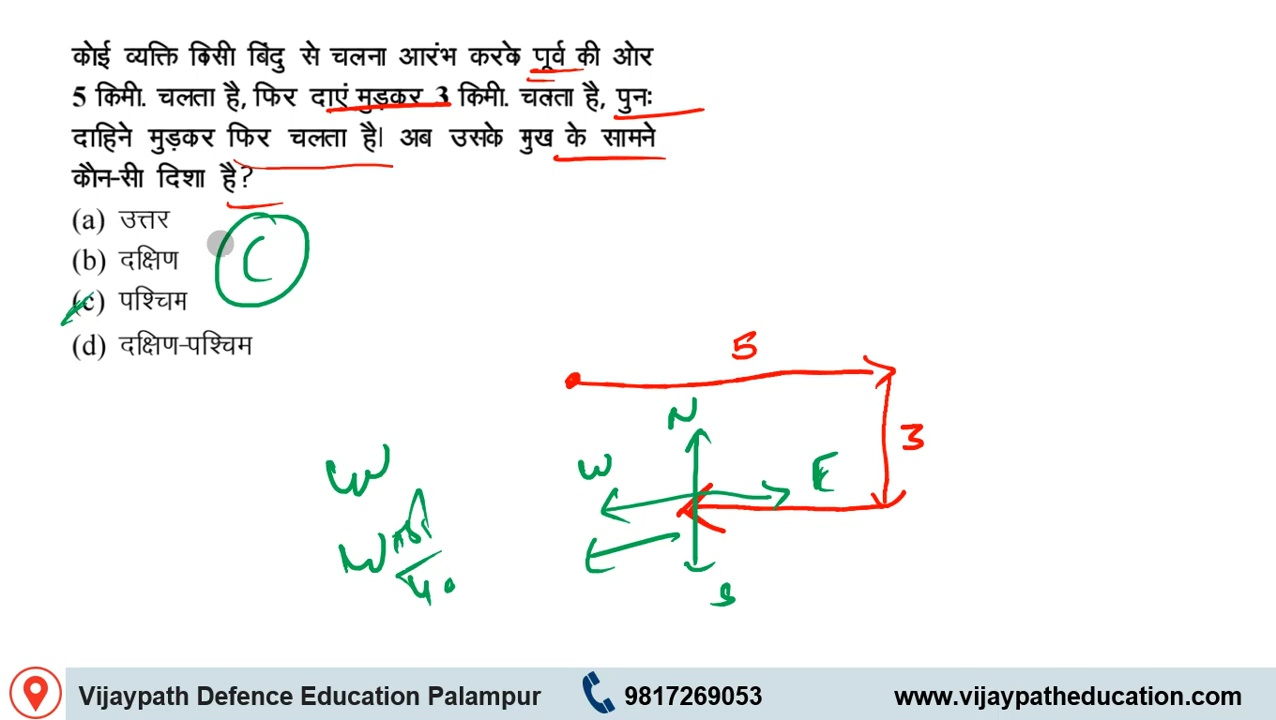 कोई व्यक्ति किसी बिंदु से चलना आरंभ करके पूर्व की ओर
5 किमी. चलता है, फिर दाएं मुड़कर 3 किमी. चलता है, पुनः
दाहिने मुड़कर फिर चलता है। अब उसके मुख के सामने
कौन-सी दिशा है?
(a) उत्तर
(b) दक्षिण
C
(c) पश्चिम
(d) दक्षिण-पश्चिम
5
N
3
W
E
W
S
Vijaypath Defence Education Palampur
9817269053
www.vijaypatheducation.com